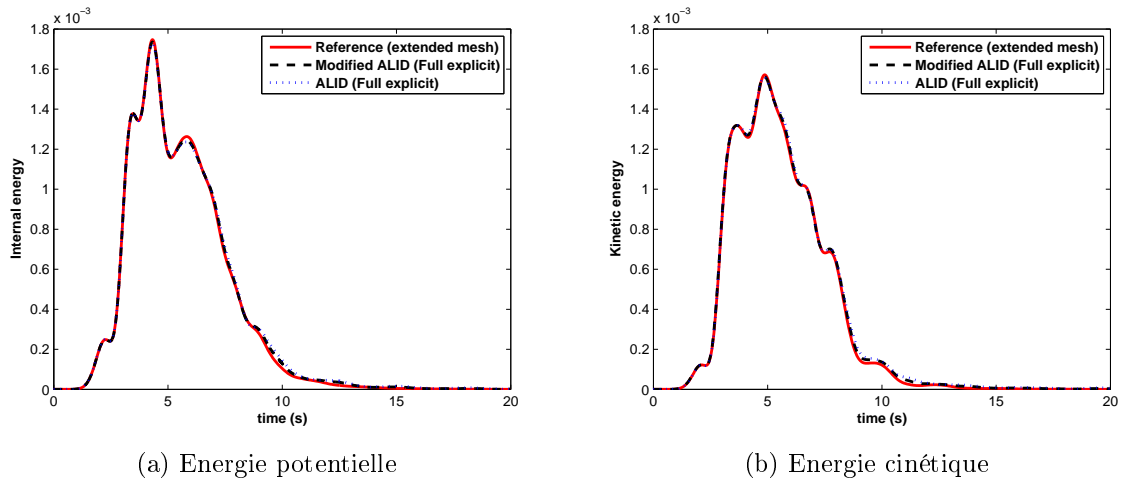 x 10⁻³
1.8
1.6
1.4
1.2
1
0.8
0.6
0.4
0.2
0
Internal energy
Reference (extended mesh)
Modified ALID (Full explicit)
ALID (Full explicit)
0 5 10 15 20
time (s)
(a) Energie potentielle
x 10⁻³
1.8
1.6
1.4
1.2
1
0.8
0.6
0.4
0.2
0
Kinetic energy
Reference (extended mesh)
Modified ALID (Full explicit)
ALID (Full explicit)
0 5 10 15 20
time (s)
(b) Energie cinétique